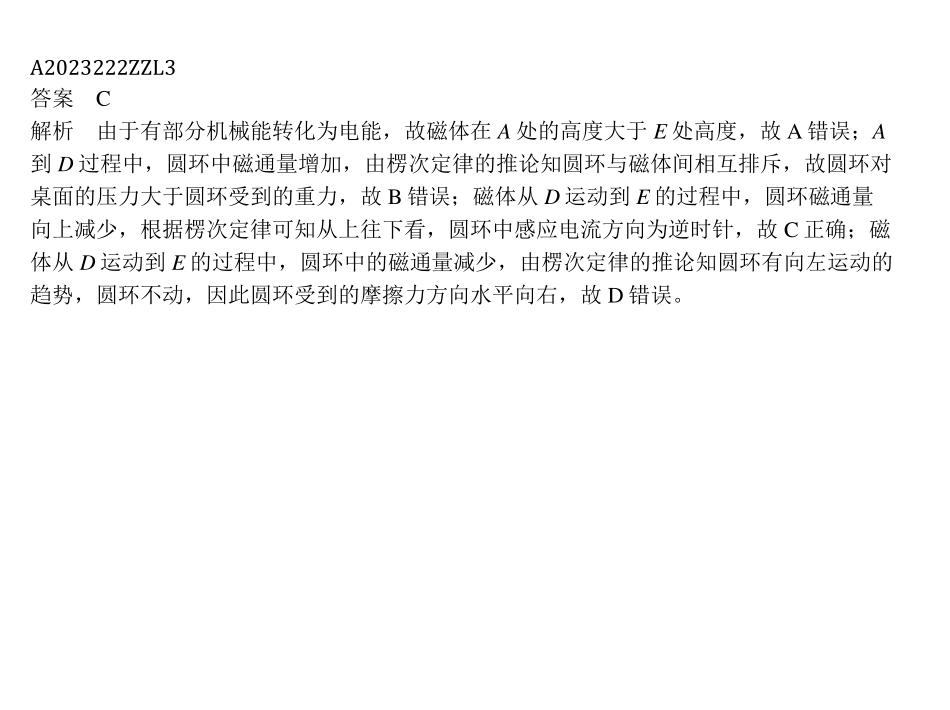 A2023222ZZL3
答案　C
解析　由于有部分机械能转化为电能，故磁体在 A 处的高度大于 E 处高度，故 A 错误；A
到 D 过程中，圆环中磁通量增加，由楞次定律的推论知圆环与磁体间相互排斥，故圆环对
桌面的压力大于圆环受到的重力，故 B 错误；磁体从 D 运动到 E 的过程中，圆环磁通量
向上减少，根据楞次定律可知从上往下看，圆环中感应电流方向为逆时针，故 C 正确；磁
体从 D 运动到 E 的过程中，圆环中的磁通量减少，由楞次定律的推论知圆环有向左运动的
趋势，圆环不动，因此圆环受到的摩擦力方向水平向右，故 D 错误。